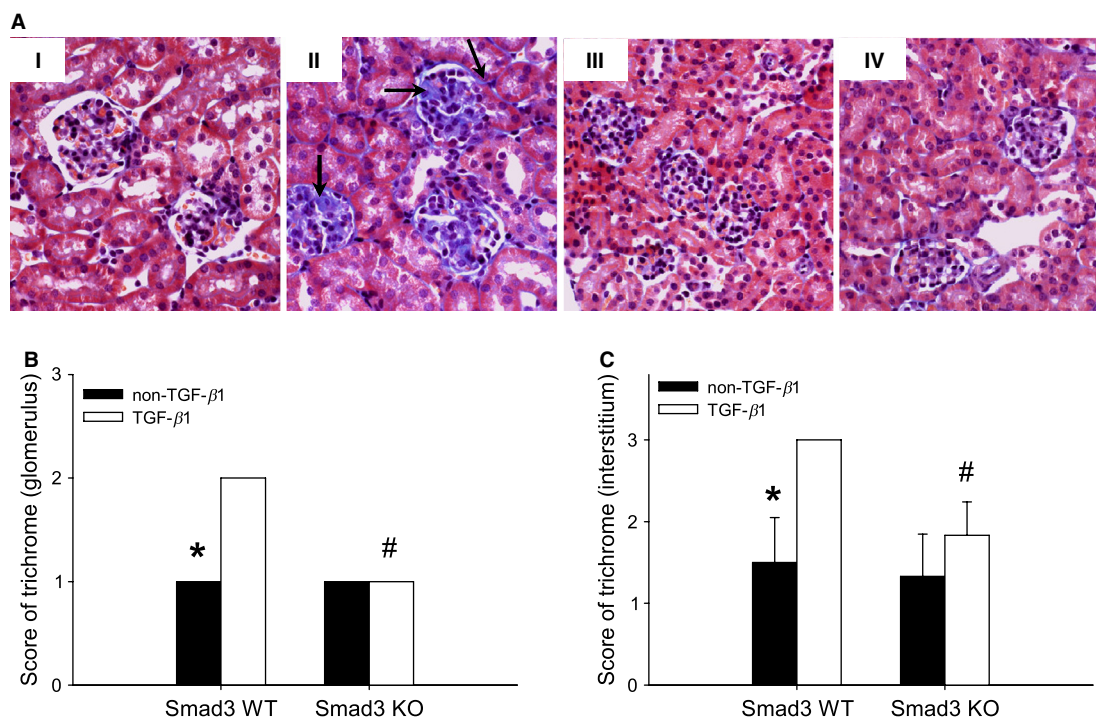 A
I II III IV
B
Score of trichrome (glomerulus)
3
2
1
0
non-TGF-β1
TGF-β1
*
#
Smad3 WT Smad3 KO
C
Score of trichrome (interstitium)
3
2
1
0
non-TGF-β1
TGF-β1
*
#
Smad3 WT Smad3 KO